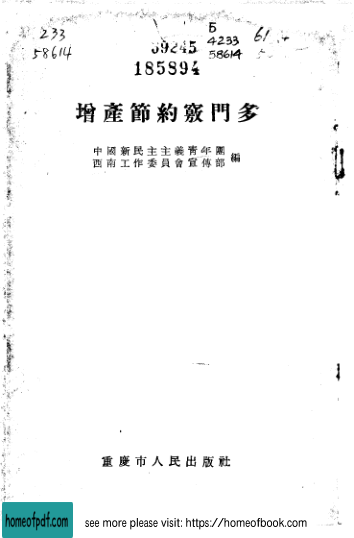 233
58614
59245
185894
5
4233
58614
61.4
增產節約竅門多
中國新民主主義青年團
西南工作委員會宣傳部
編
重慶市人民出版社
homeofpdf.com
see more please visit: https://homeofbook.com